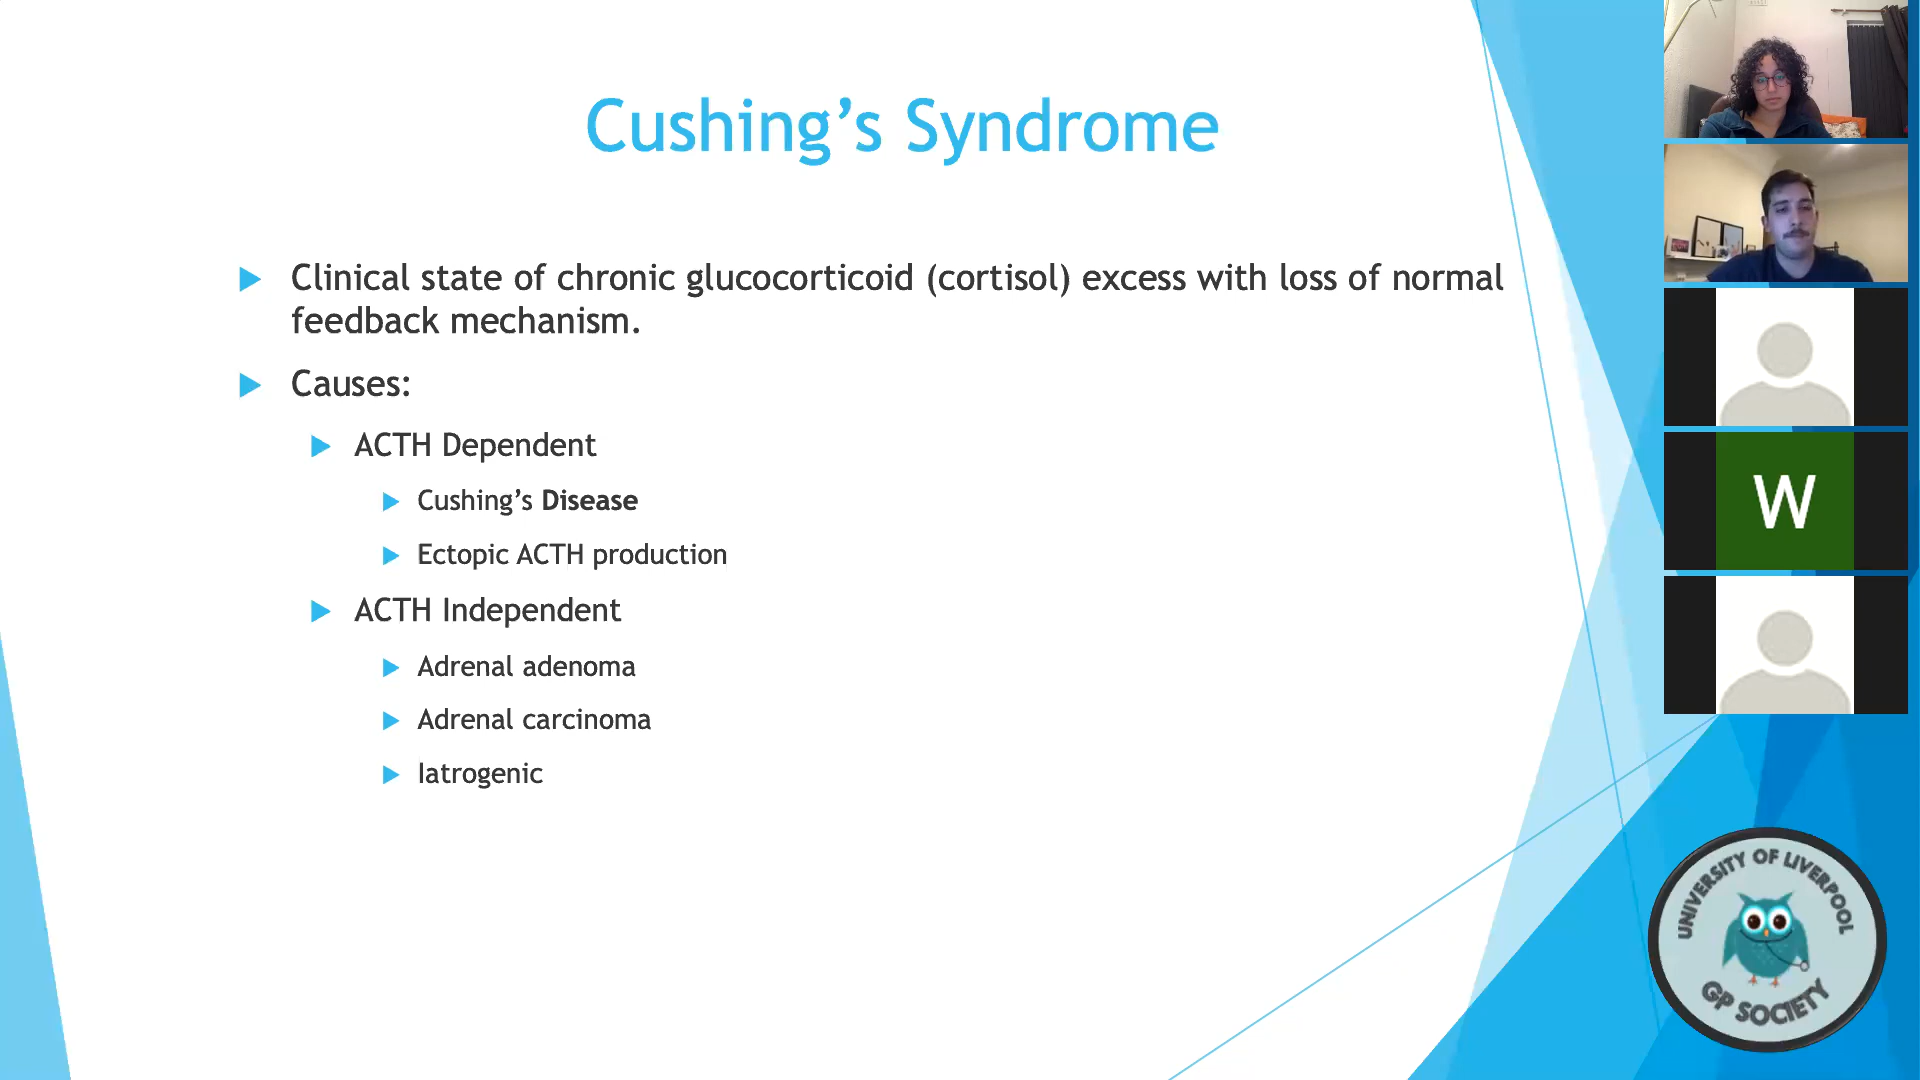 Cushing’s Syndrome
Clinical state of chronic glucocorticoid (cortisol) excess with loss of normal
feedback mechanism.
Causes:
ACTH Dependent
Cushing’s Disease
Ectopic ACTH production
ACTH Independent
Adrenal adenoma
Adrenal carcinoma
Iatrogenic
W
UNIVERSITY OF LIVERPOOL
GP SOCIETY